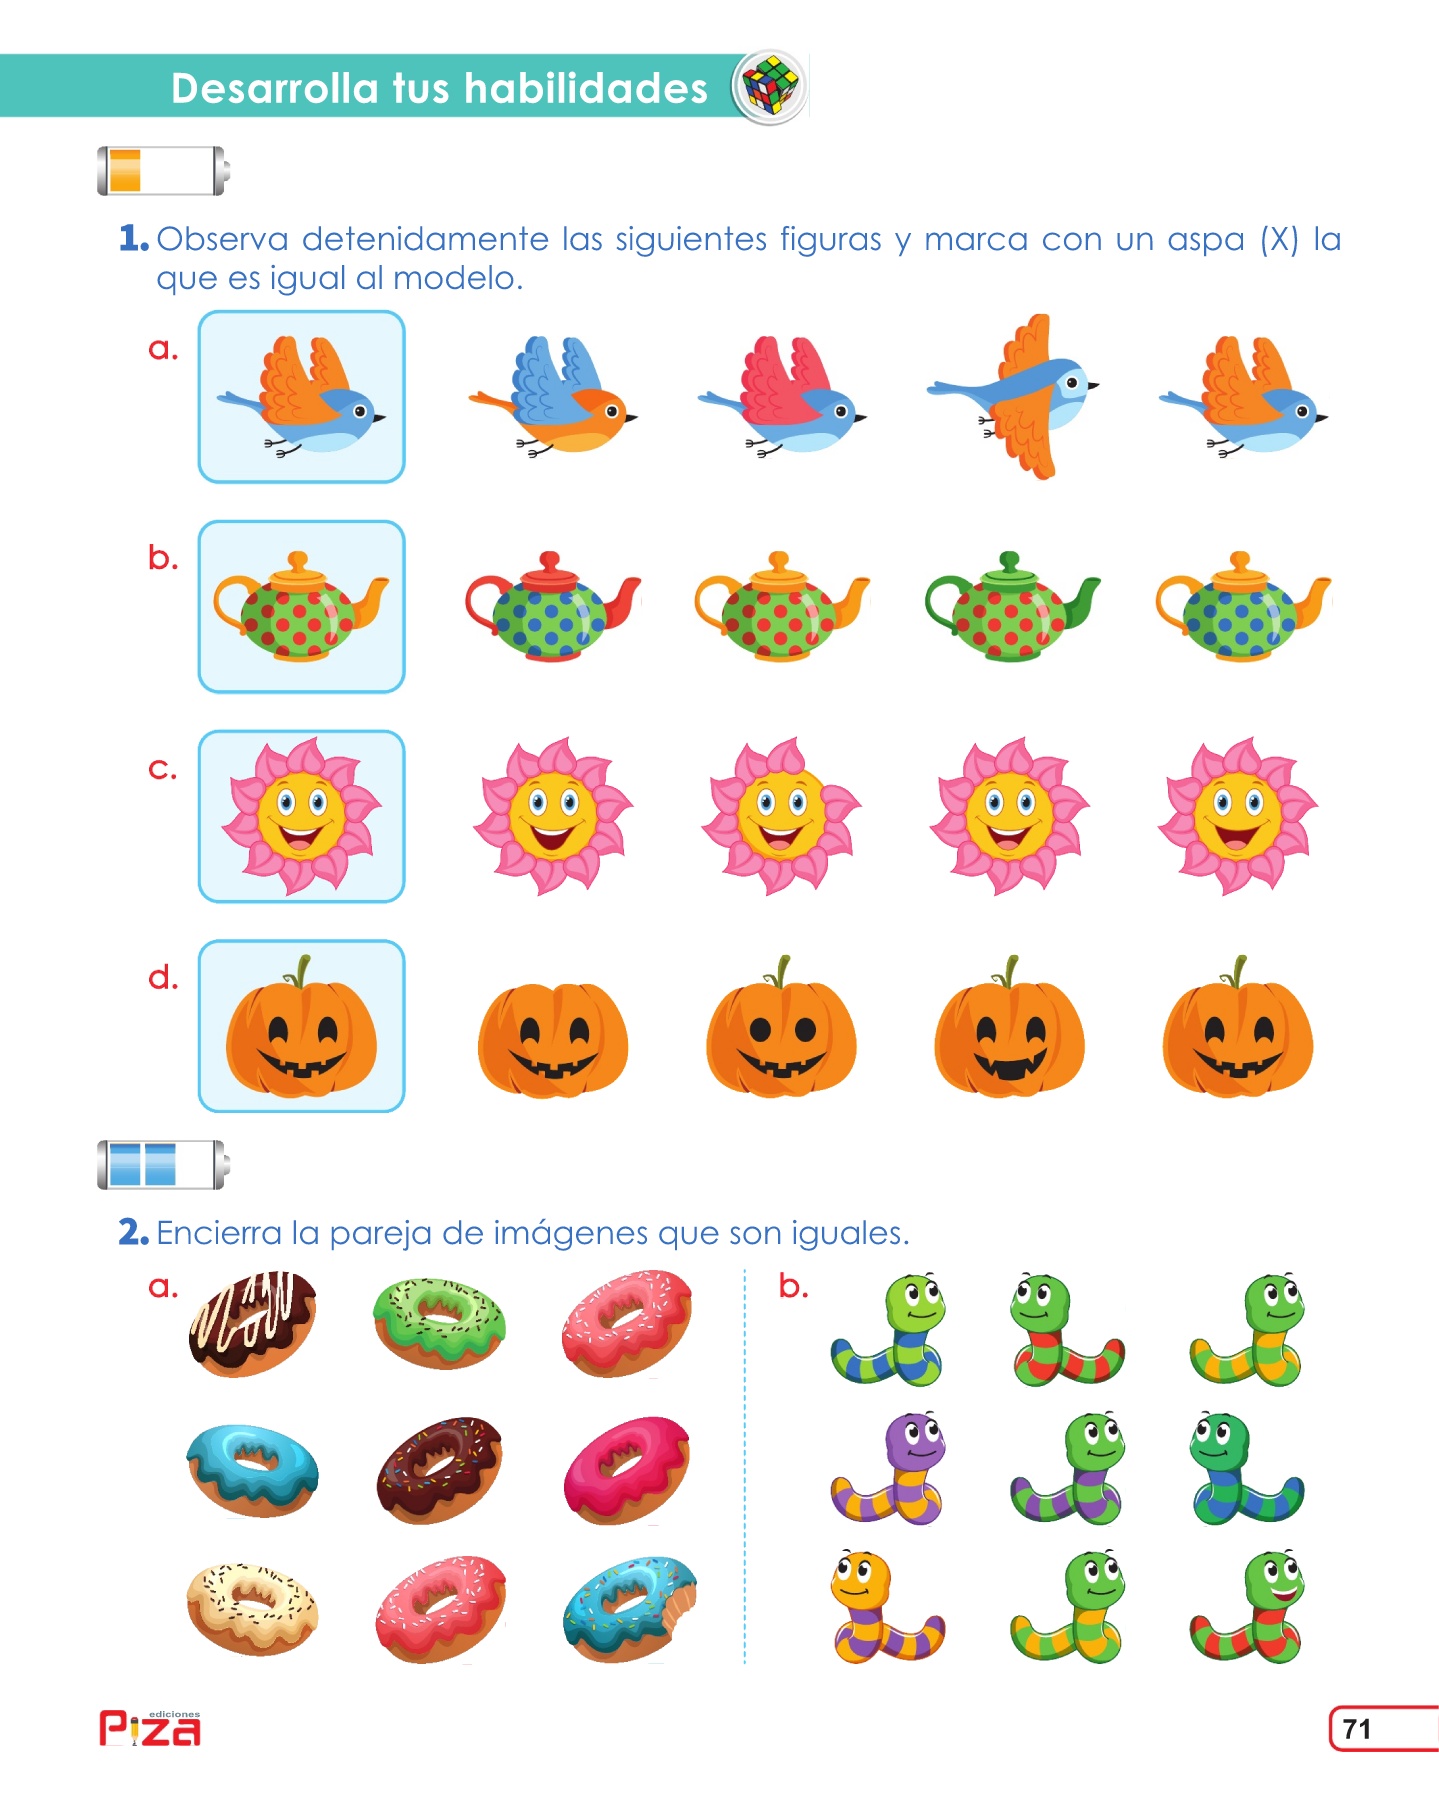 Desarrolla tus habilidades
1. Observa detenidamente las siguientes figuras y marca con un aspa (X) la
que es igual al modelo.
a.
b.
c.
d.
2. Encierra la pareja de imágenes que son iguales.
a.
b.
ediciones
Piza
71